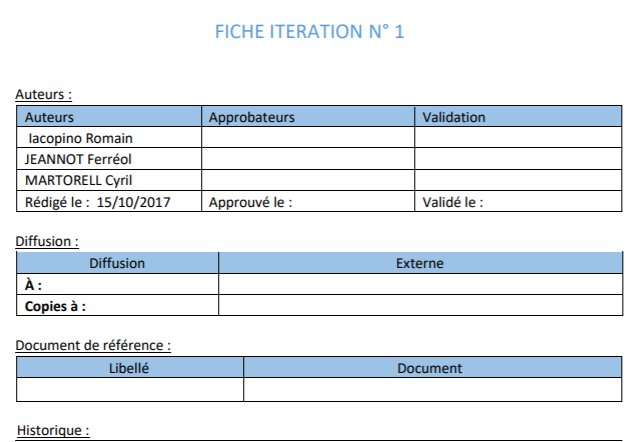 FICHE ITERATION N° 1
Auteurs :
Auteurs Approbateurs Validation
Iacopino Romain
JEANNOT Ferréol
MARTORELL Cyril
Rédigé le : 15/10/2017 Approuvé le : Validé le :
Diffusion :
Diffusion Externe
À :
Copies à :
Document de référence :
Libellé Document
Historique :